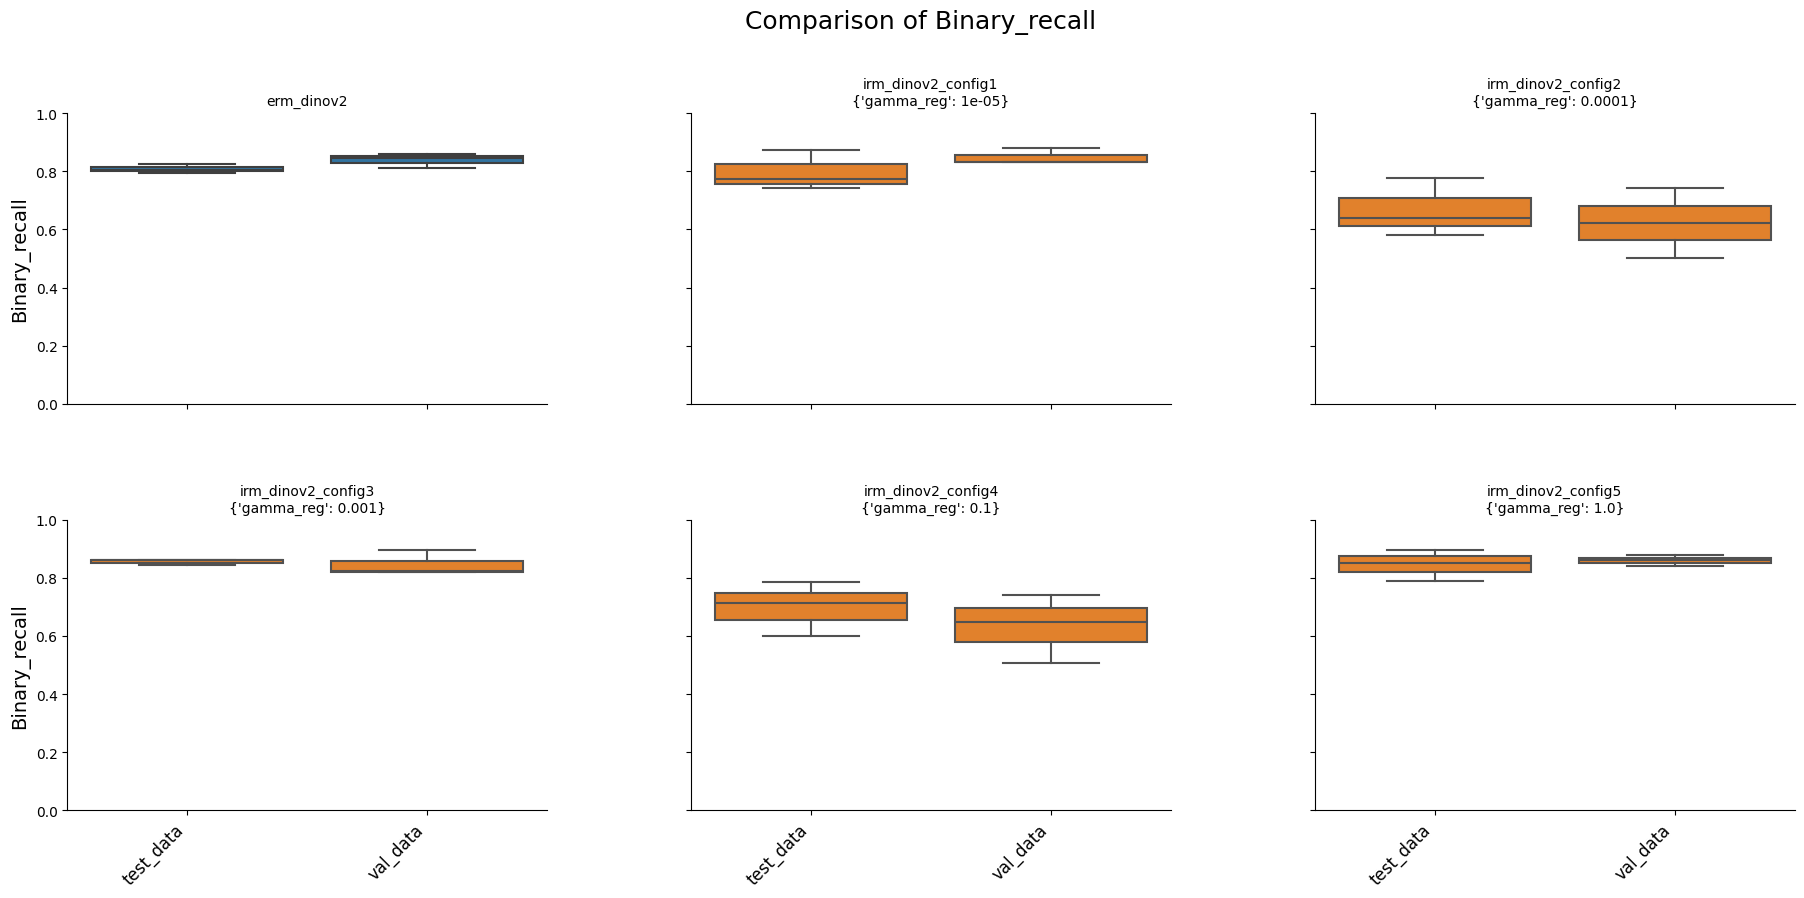 Comparison of Binary_recall
erm_dinov2
irm_dinov2_config1
{'gamma_reg': 1e-05}
irm_dinov2_config2
{'gamma_reg': 0.0001}
1.0
0.8
0.6
0.4
0.2
0.0
Binary_recall
irm_dinov2_config3
{'gamma_reg': 0.001}
irm_dinov2_config4
{'gamma_reg': 0.1}
irm_dinov2_config5
{'gamma_reg': 1.0}
1.0
0.8
0.6
0.4
0.2
0.0
Binary_recall
test_data
val_data
test_data
val_data
test_data
val_data